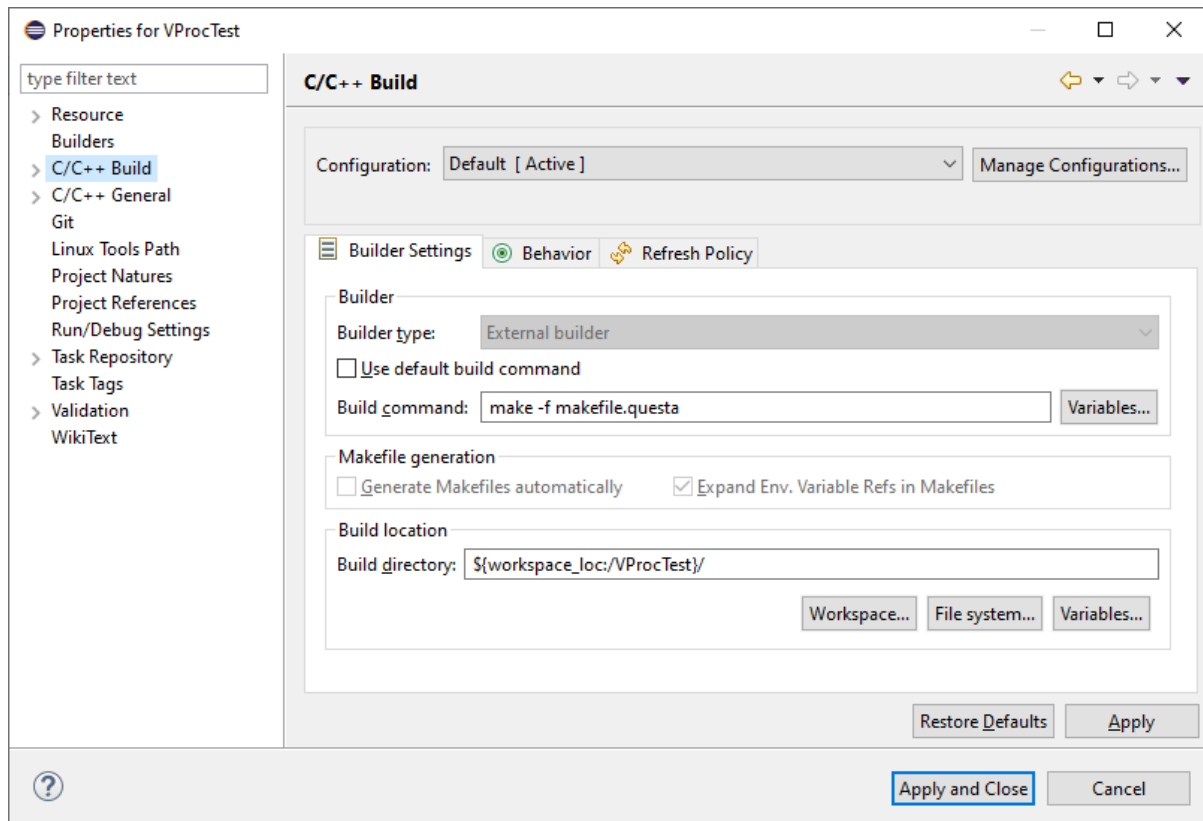 Properties for VProcTest
type filter text
Resource
Builders
C/C++ Build
C/C++ General
Git
Linux Tools Path
Project Natures
Project References
Run/Debug Settings
Task Repository
Task Tags
Validation
WikiText
C/C++ Build
Configuration: Default [ Active ] Manage Configurations...
Builder Settings Behavior Refresh Policy
Builder
Builder type: External builder
Use default build command
Build command: make -f makefile.questa Variables...
Makefile generation
Generate Makefiles automatically Expand Env. Variable Refs in Makefiles
Build location
Build directory: ${workspace_loc:/VProcTest}/
Workspace... File system... Variables...
Restore Defaults Apply
Apply and Close Cancel